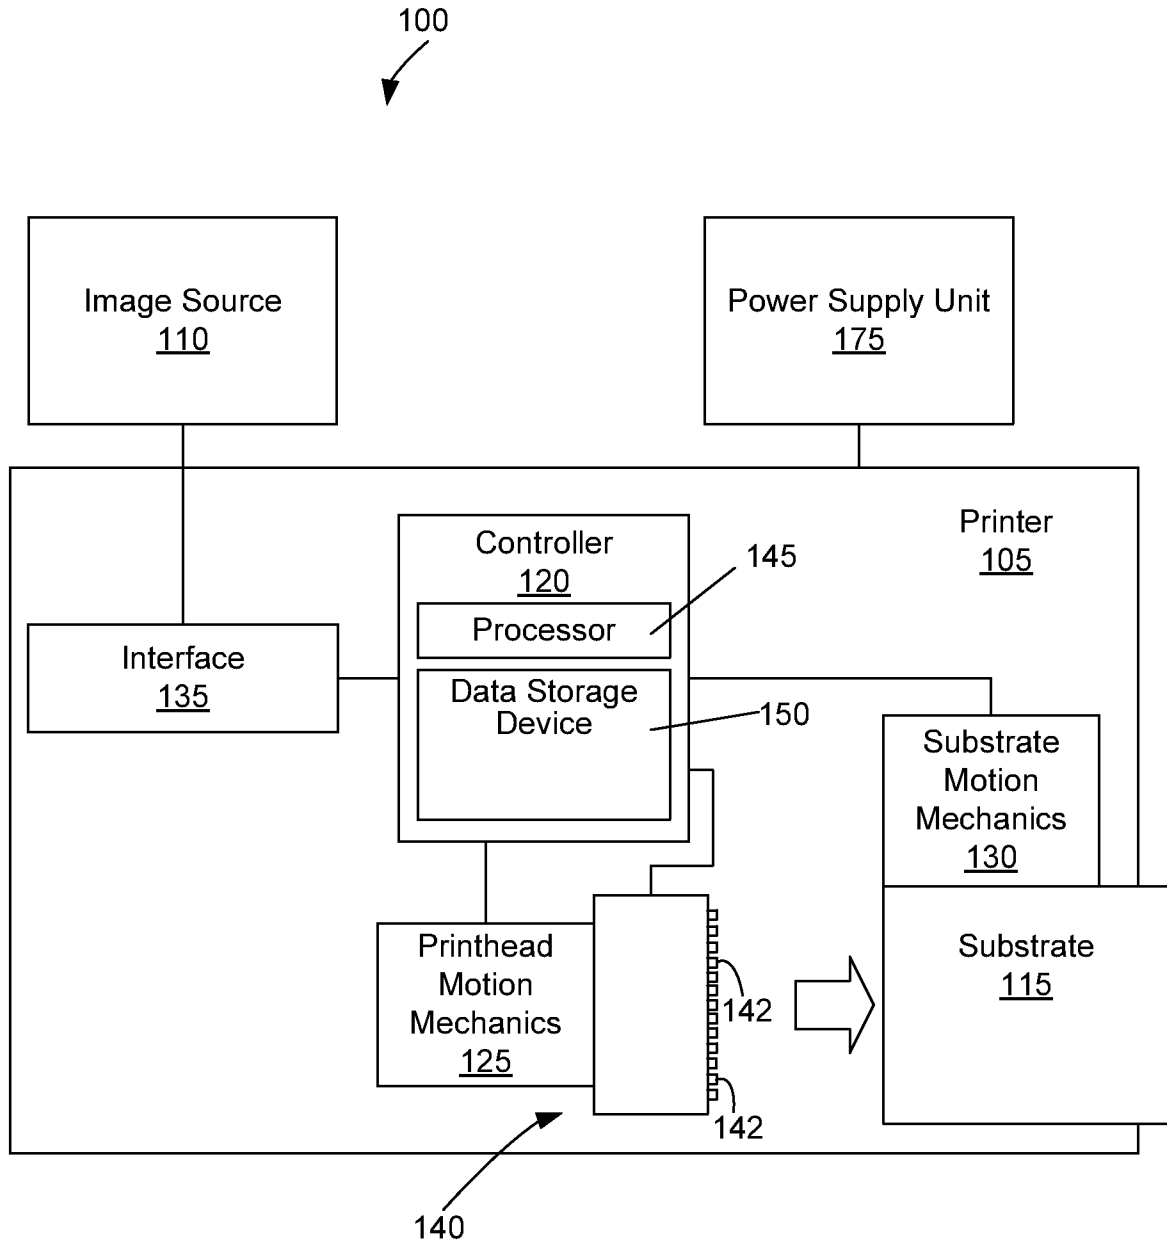 100
Image Source
110
Power Supply Unit
175
Printer
105
Controller
120
145
Processor
Interface
135
Data Storage
Device
150
Substrate
Motion
Mechanics
130
Printhead
Motion
Mechanics
125
142
142
Substrate
115
140